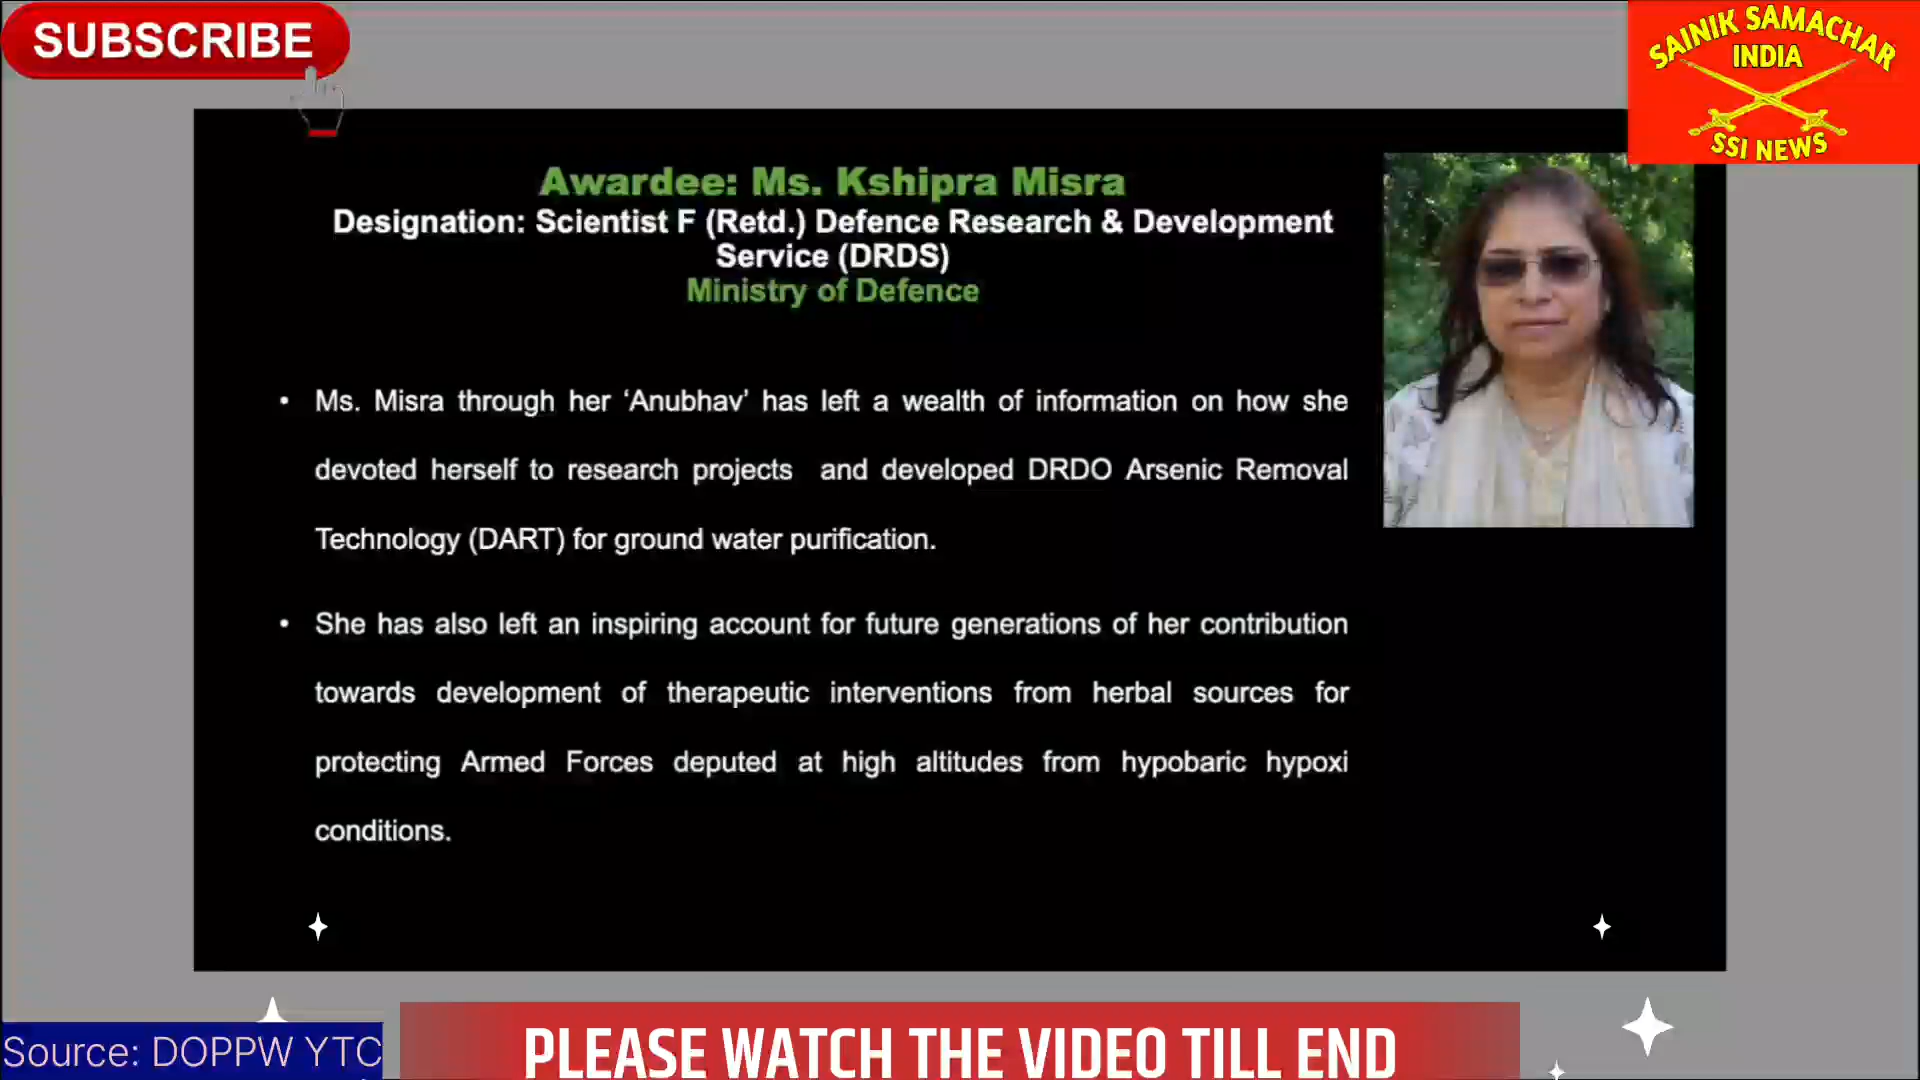 SUBSCRIBE
SAINIK SAMACHAR
INDIA
SSI NEWS
Awardee: Ms. Kshipra Misra
Designation: Scientist F (Retd.) Defence Research & Development
Service (DRDS)
Ministry of Defence
• Ms. Misra through her ‘Anubhav’ has left a wealth of information on how she
devoted herself to research projects and developed DRDO Arsenic Removal
Technology (DART) for ground water purification.
• She has also left an inspiring account for future generations of her contribution
towards development of therapeutic interventions from herbal sources for
protecting Armed Forces deputed at high altitudes from hypobaric hypoxi
conditions.
Source: DOPPW YTC
PLEASE WATCH THE VIDEO TILL END